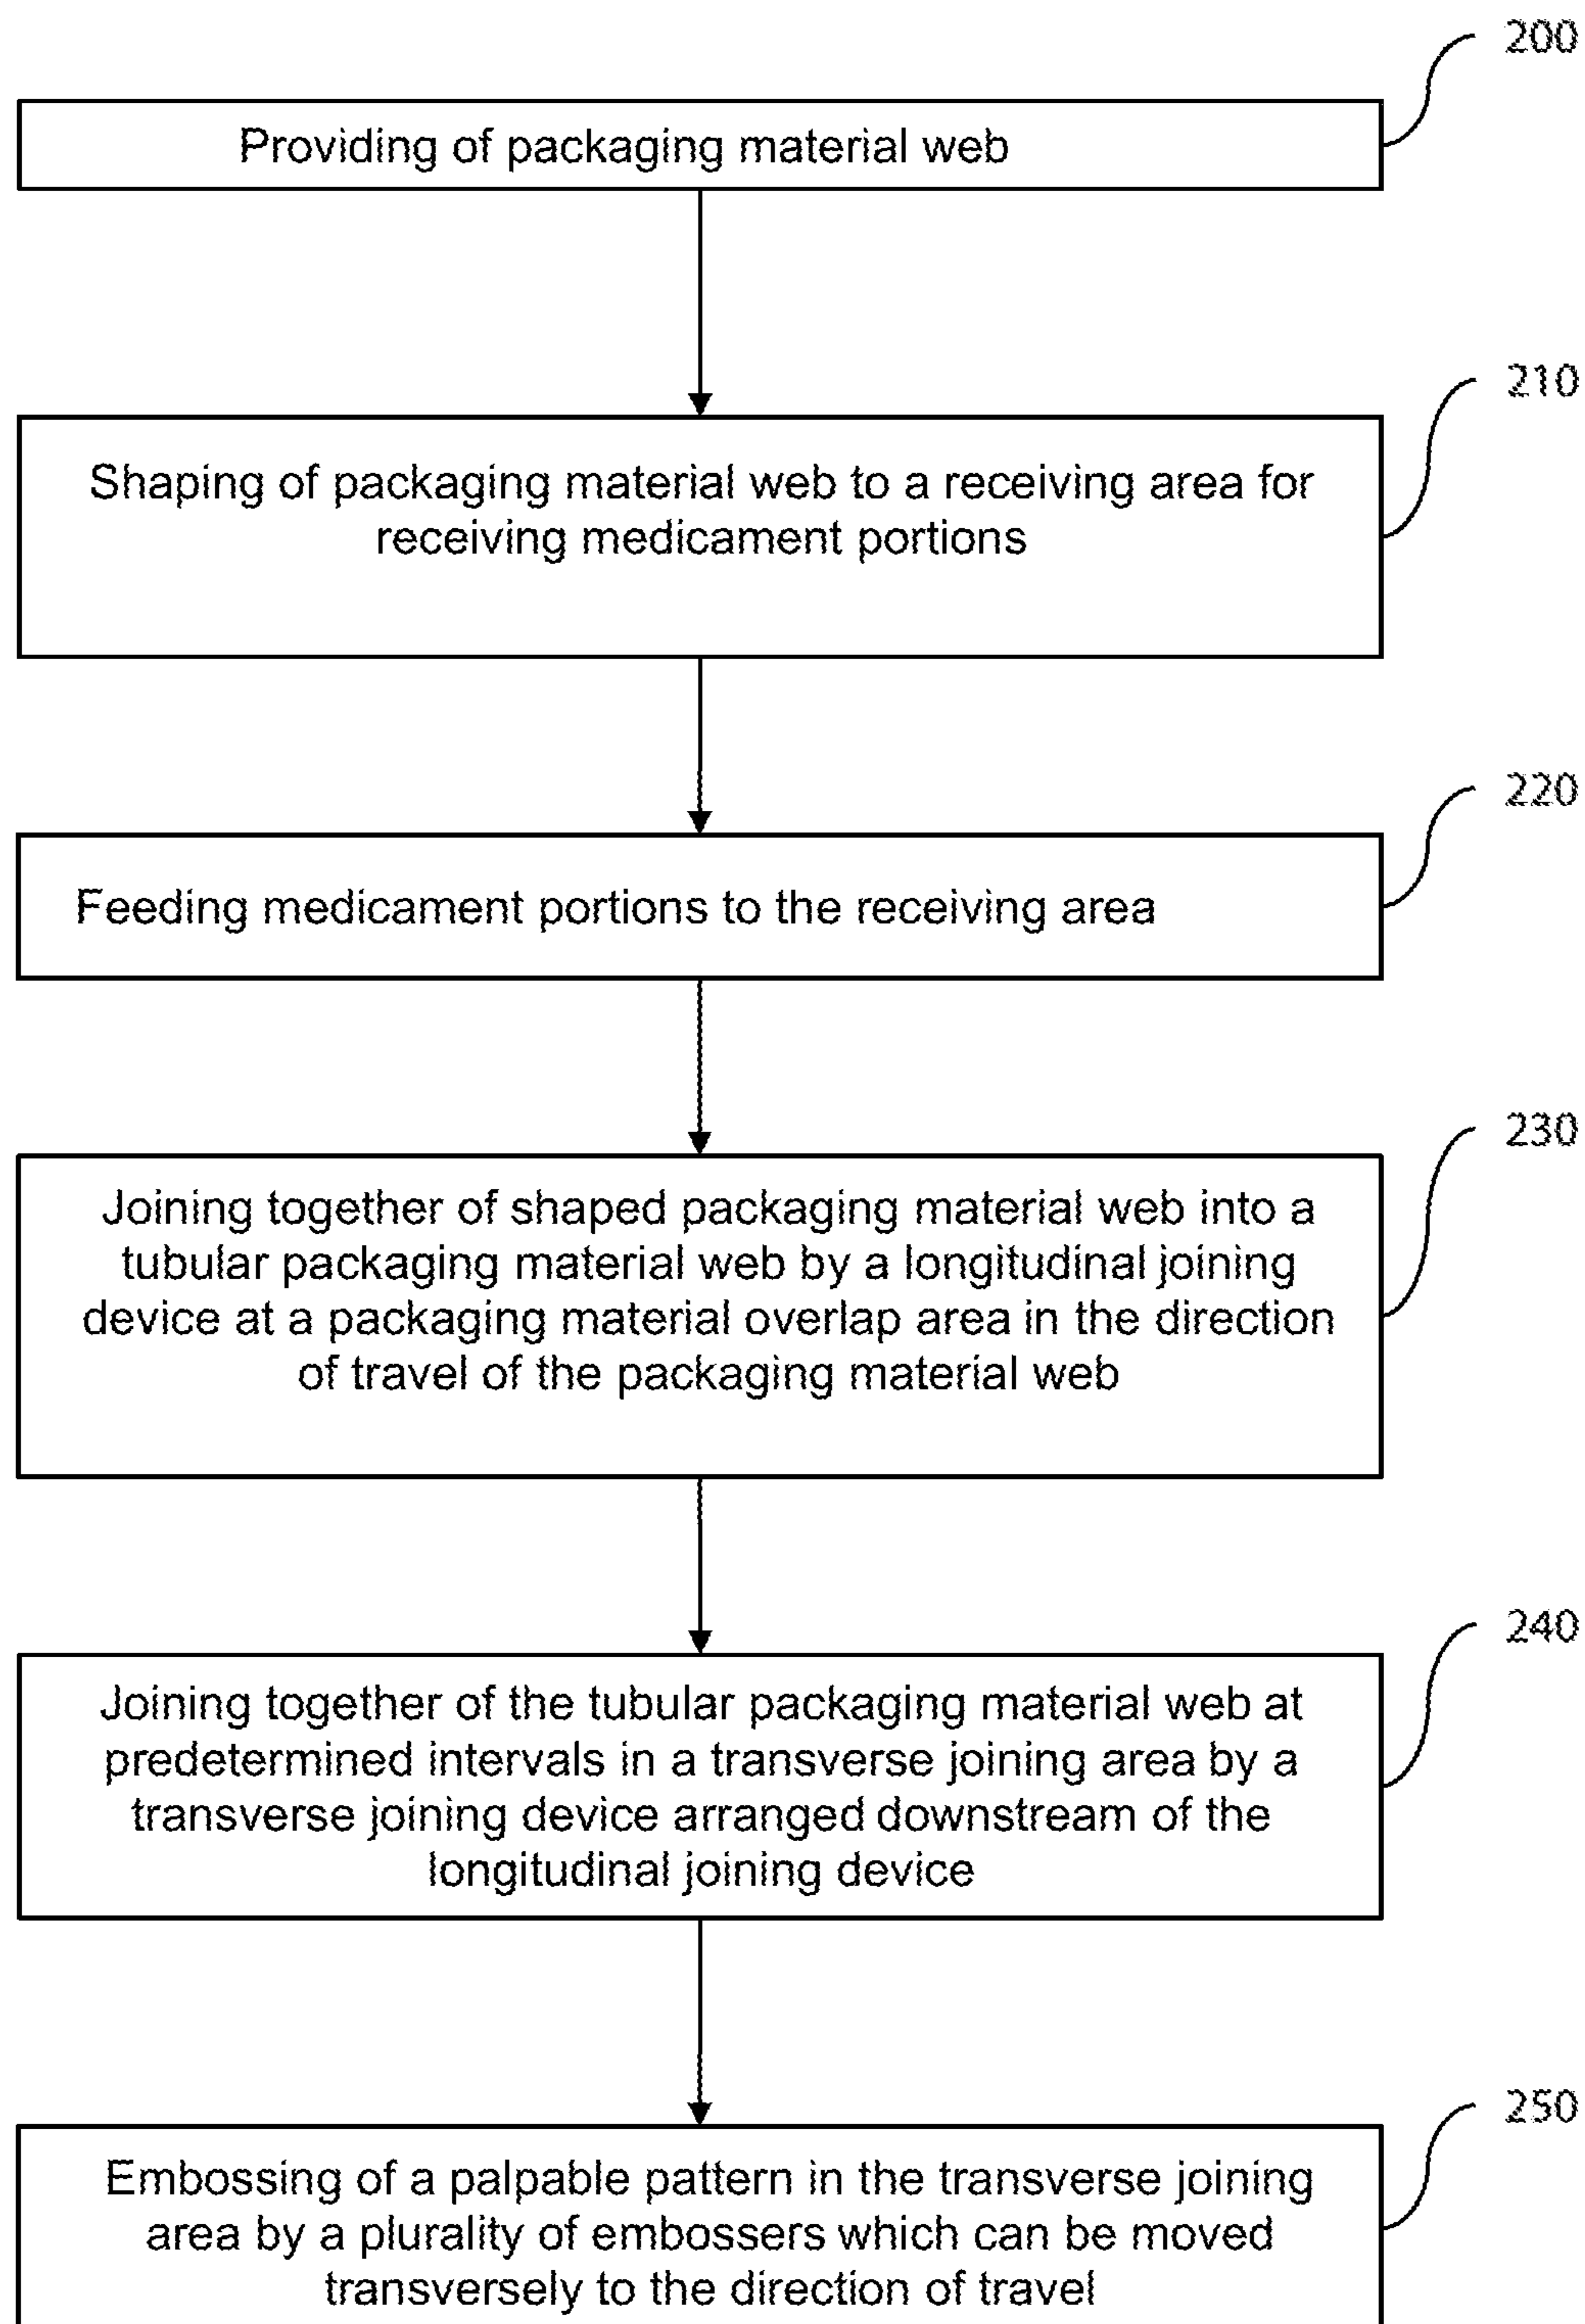 200
Providing of packaging material web
210
Shaping of packaging material web to a receiving area for
receiving medicament portions
220
Feeding medicament portions to the receiving area
230
Joining together of shaped packaging material web into a
tubular packaging material web by a longitudinal joining
device at a packaging material overlap area in the direction
of travel of the packaging material web
240
Joining together of the tubular packaging material web at
predetermined intervals in a transverse joining area by a
transverse joining device arranged downstream of the
longitudinal joining device
250
Embossing of a palpable pattern in the transverse joining
area by a plurality of embossers which can be moved
transversely to the direction of travel